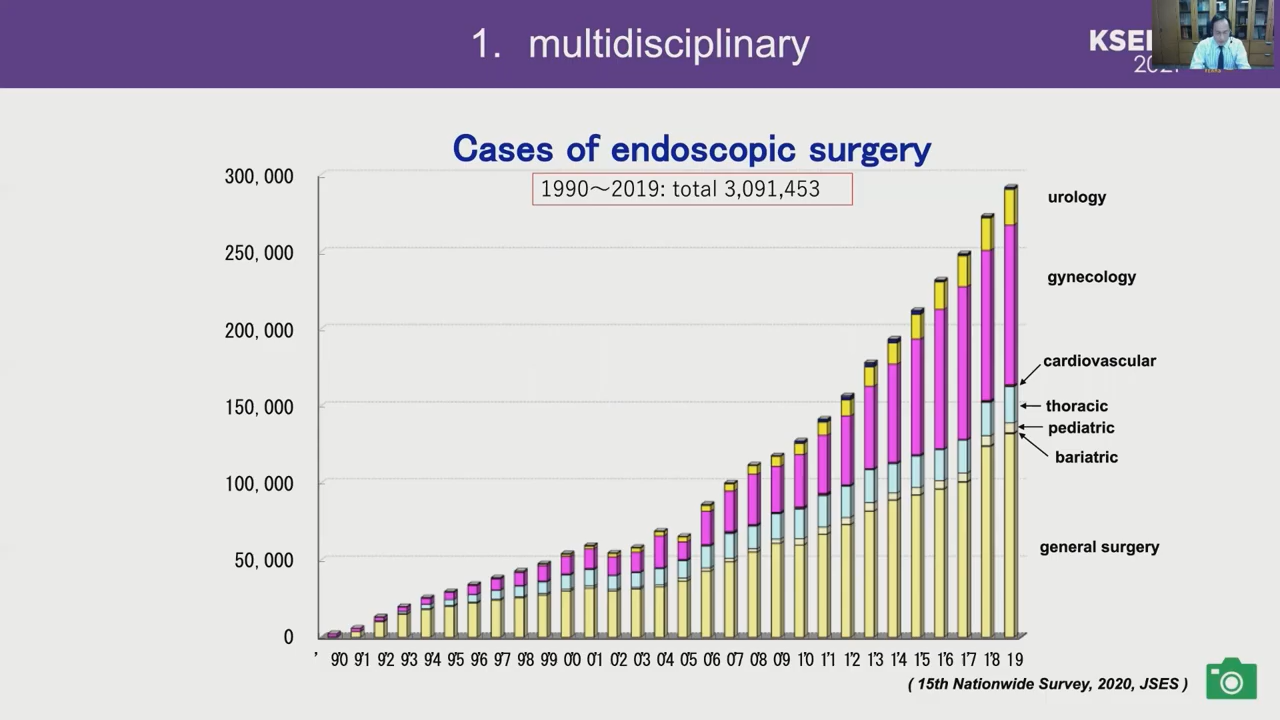 1. multidisciplinary
KSE
202
Cases of endoscopic surgery
1990～2019: total 3,091,453
300,000
250,000
200,000
150,000
100,000
50,000
0
urology
gynecology
cardiovascular
thoracic
pediatric
bariatric
general surgery
' 90 91 92 93 94 95 96 97 98 99 00 01 02 03 04 05 06 07 08 09 10 11 12 13 14 15 16 17 18 19
( 15th Nationwide Survey, 2020, JSES )